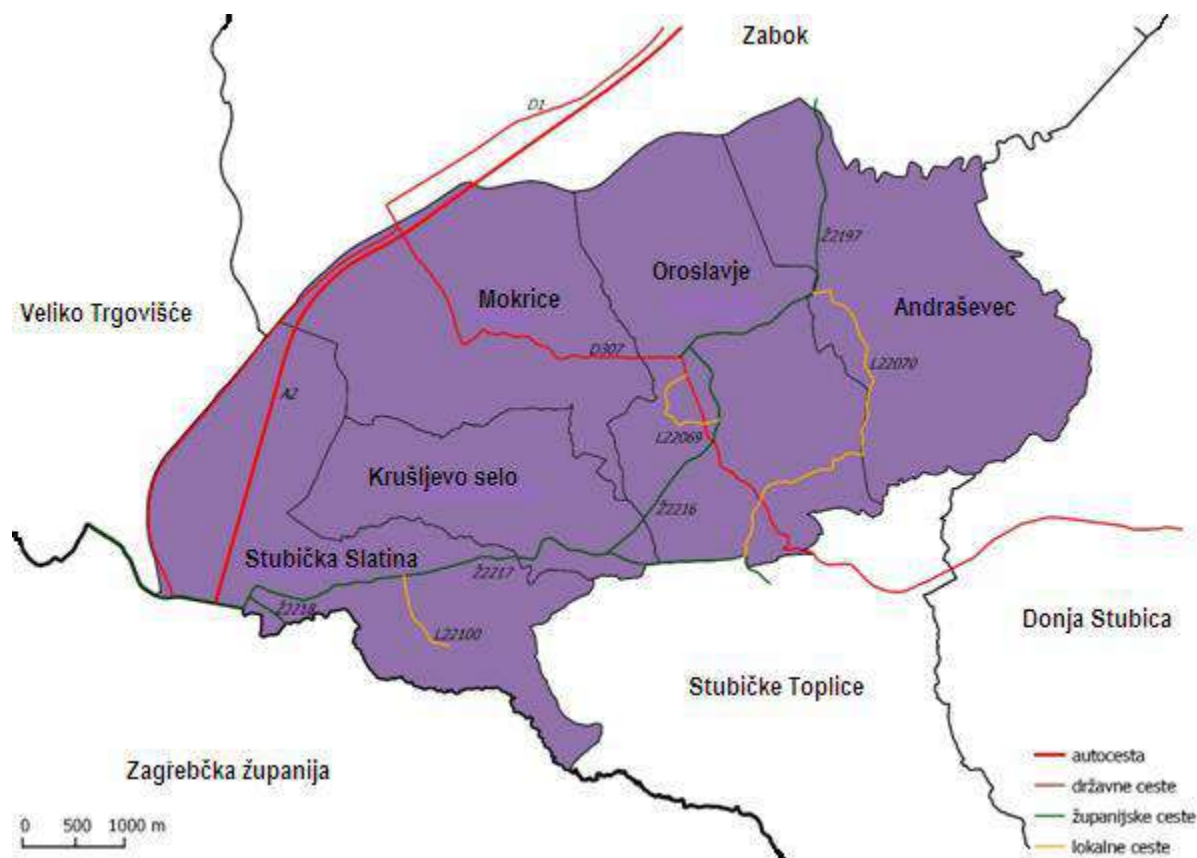 Zabok
D1
Ž2197
Oroslavje
Mokrice
Andraševec
Veliko Trgovišće
D307
L22070
A2
L22069
Krušljevo selo
Ž2216
Stubička Slatina
Ž2217
Ž2218
L22100
Donja Stubica
Stubičke Toplice
Zagrebčka županija
autocesta
državne ceste
županijske ceste
lokalne ceste
0 500 1000 m